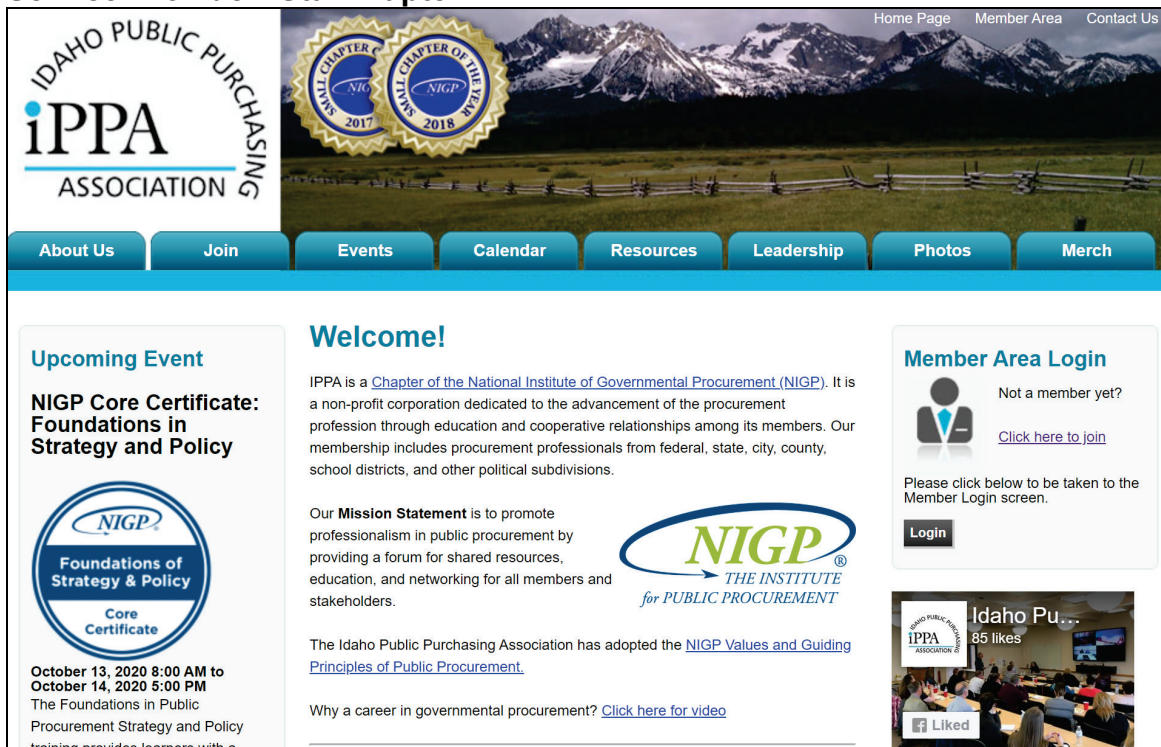 Home Page Member Area Contact Us
IDAHO PUBLIC PURCHASING
iPPA
ASSOCIATION
SMALL CHAPTER O
NIG
2017
SMALL CHAPTER OF THE YEAR
NIGP
2018
About Us Join Events Calendar Resources Leadership Photos Merch
Upcoming Event
NIGP Core Certificate:
Foundations in
Strategy and Policy
NIGP
Foundations of
Strategy & Policy
Core
Certificate
October 13, 2020 8:00 AM to
October 14, 2020 5:00 PM
The Foundations in Public
Procurement Strategy and Policy
training provides learners with a
Welcome!
IPPA is a Chapter of the National Institute of Governmental Procurement (NIGP). It is
a non-profit corporation dedicated to the advancement of the procurement
profession through education and cooperative relationships among its members. Our
membership includes procurement professionals from federal, state, city, county,
school districts, and other political subdivisions.
Our Mission Statement is to promote
professionalism in public procurement by
providing a forum for shared resources,
education, and networking for all members and
stakeholders.
NIGP®
THE INSTITUTE
for PUBLIC PROCUREMENT
The Idaho Public Purchasing Association has adopted the NIGP Values and Guiding
Principles of Public Procurement.
Why a career in governmental procurement? Click here for video
Member Area Login
Not a member yet?
Click here to join
Please click below to be taken to the
Member Login screen.
Login
IDAHO PUBLIC PURCHASING
iPPA
ASSOCIATION
Idaho Pu...
85 likes
Liked